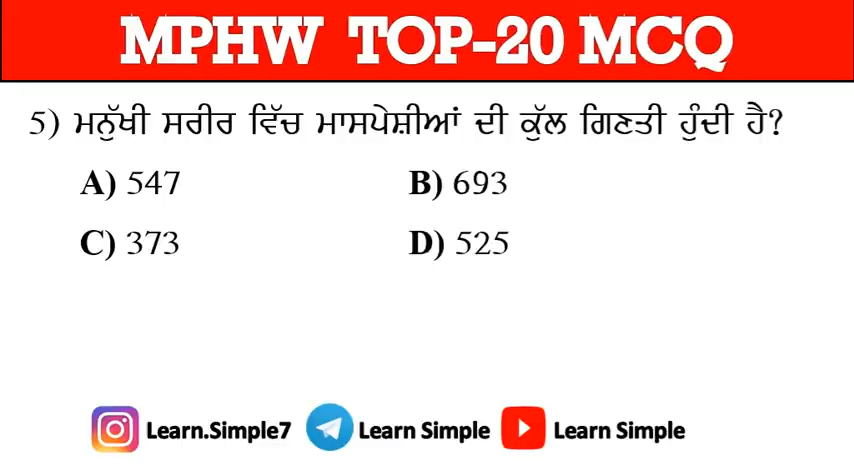 MPHW TOP-20 MCQ
5) ਮਨੁੱਖੀ ਸਰੀਰ ਵਿੱਚ ਮਾਸਪੇਸ਼ੀਆਂ ਦੀ ਕੁੱਲ ਗਿਣਤੀ ਹੁੰਦੀ ਹੈ?
A) 547 B) 693
C) 373 D) 525
Learn.Simple7 Learn Simple Learn Simple